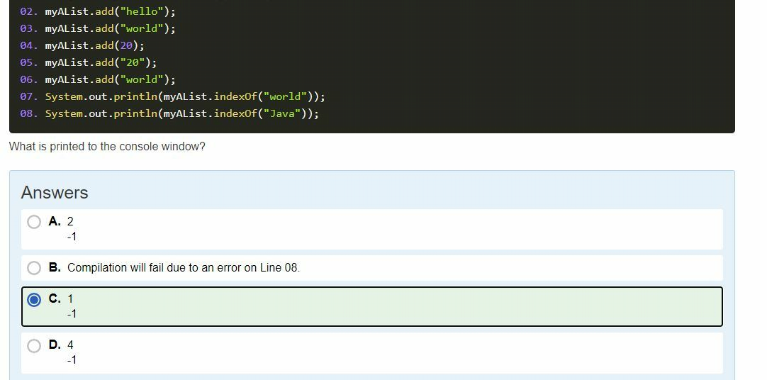 02. myAList.add("hello");
03. myAList.add("world");
04. myAList.add(20);
05. myAList.add("20");
06. myAList.add("world");
07. System.out.println(myAList.indexOf("world"));
08. System.out.println(myAList.indexOf("Java"));
What is printed to the console window?
Answers
A. 2
-1
B. Compilation will fail due to an error on Line 08.
C. 1
-1
D. 4
-1